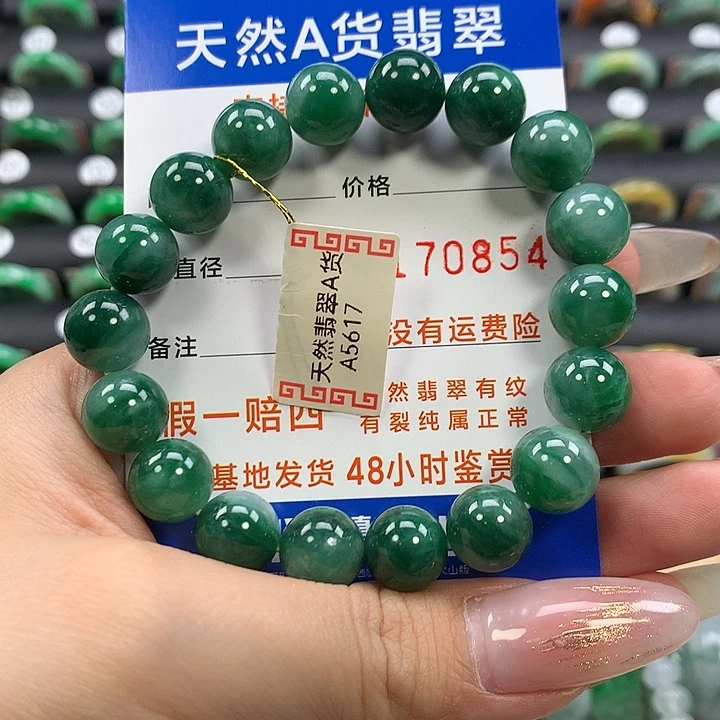 天然A货翡翠
价格
直径
170854
天然翡翠A货
A5617
备注
没有运费险
假一赔四
然翡翠有纹
有裂纯属正常
基地发货 48小时鉴赏